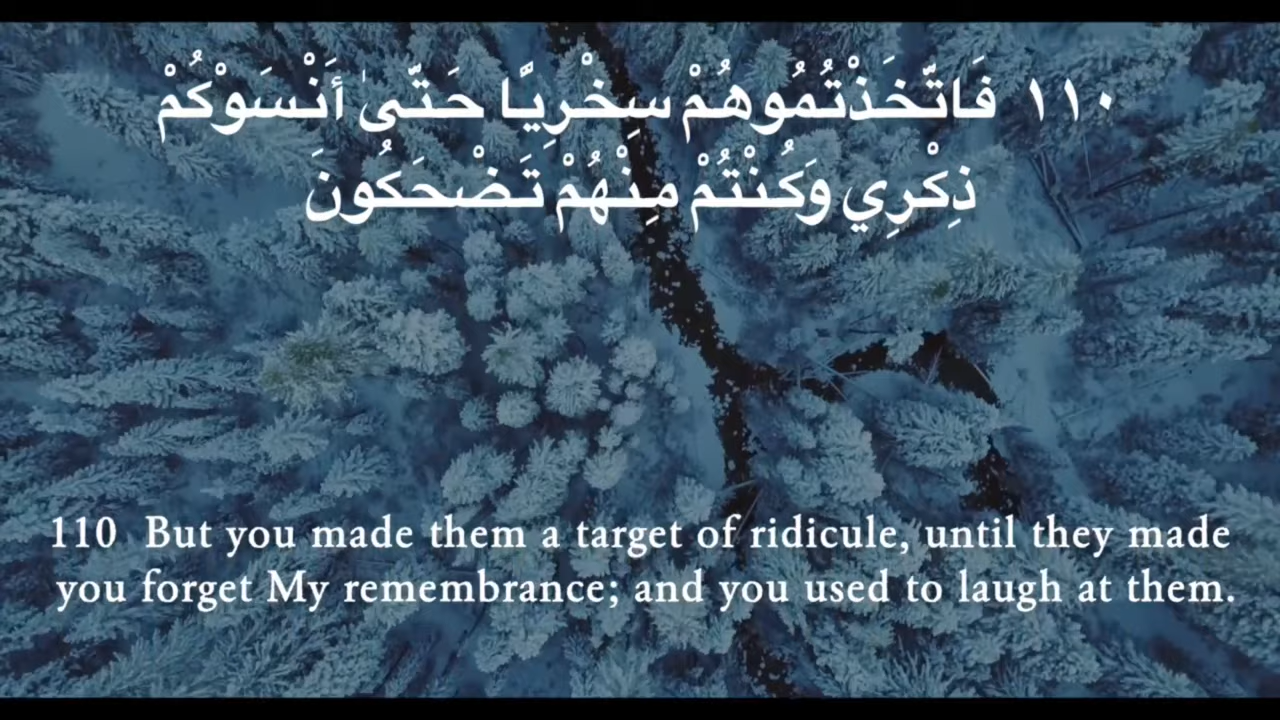 ١١٠ فَاتَّخَذْتُمُوهُمْ سِخْرِيًّا حَتَّىٰ أَنْسَوْكُمْ
ذِكْرِي وَكُنْتُمْ مِنْهُمْ تَضْحَكُونَ
110 But you made them a target of ridicule, until they made
you forget My remembrance; and you used to laugh at them.